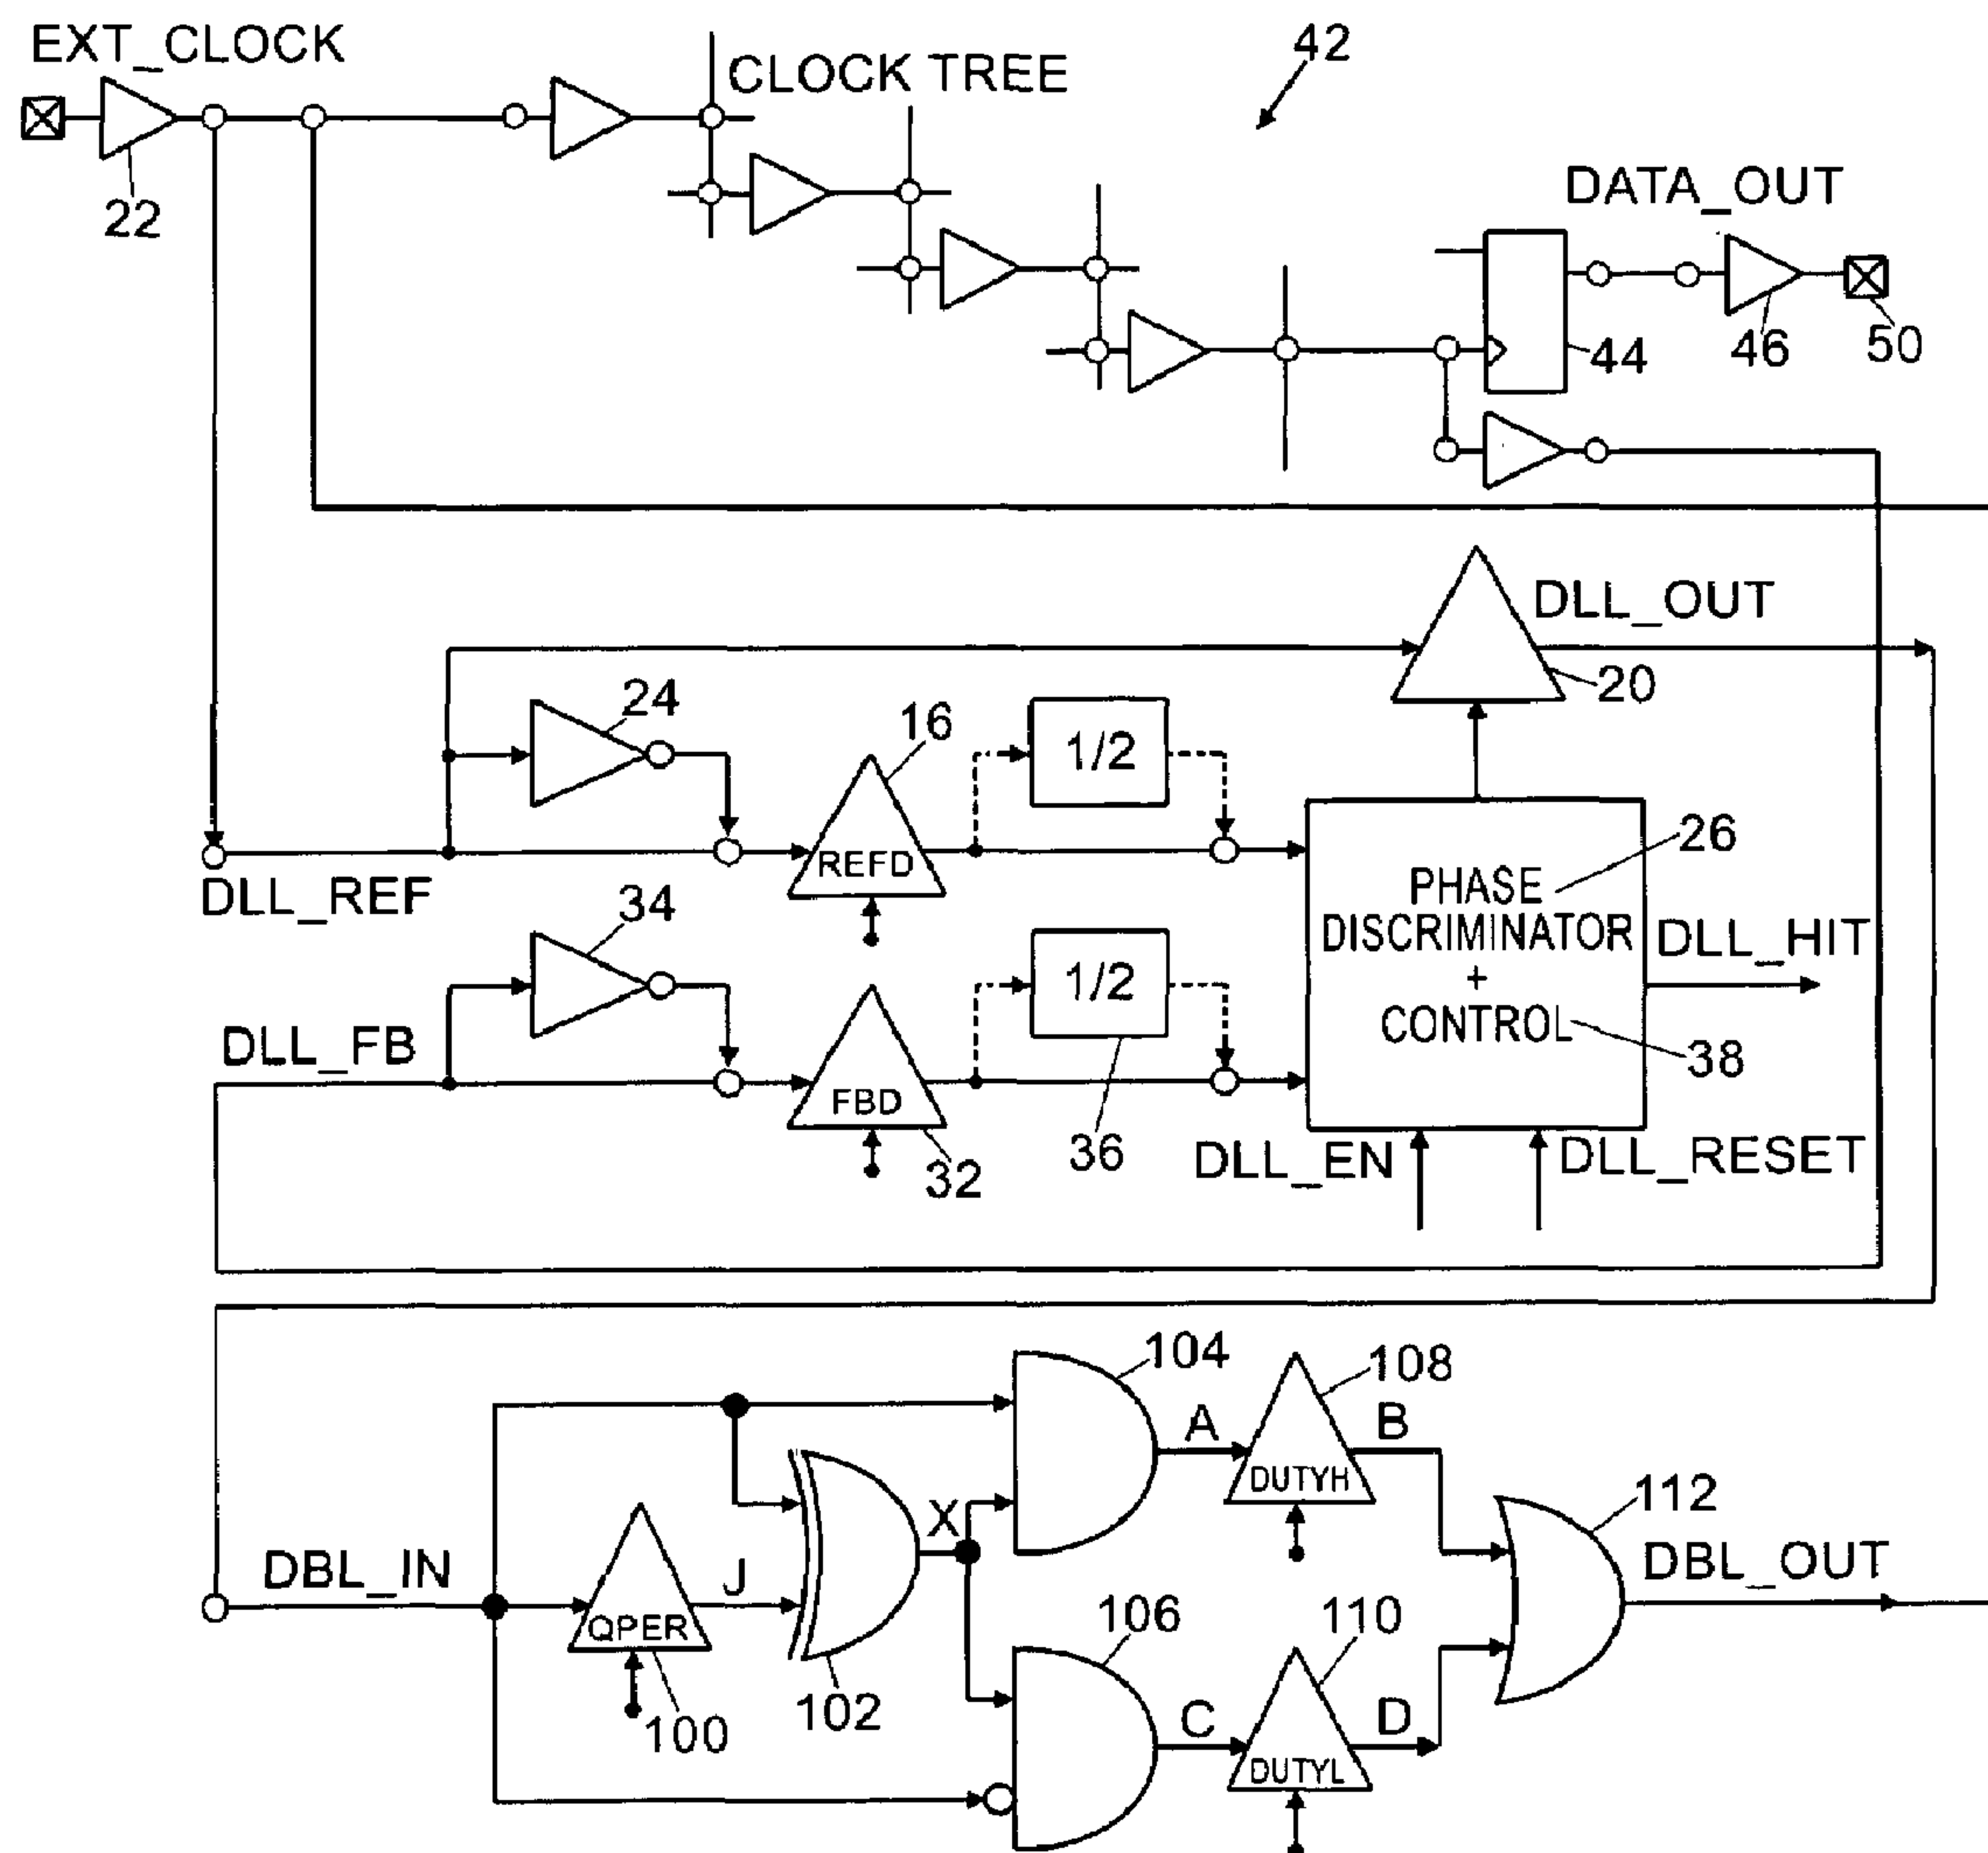 EXT_CLOCK
CLOCK TREE
42
22
DATA_OUT
44
46
50
DLL_OUT
20
24
16
1/2
REFD
DLL_REF
26
PHASE
DISCRIMINATOR
+
CONTROL
38
DLL_HIT
34
1/2
DLL_FB
FBD
32
36
DLL_EN
DLL_RESET
104
108
A
B
DUTYH
112
X
DBL_IN
J
QPER
100
102
DBL_OUT
106
110
C
D
DUTYL